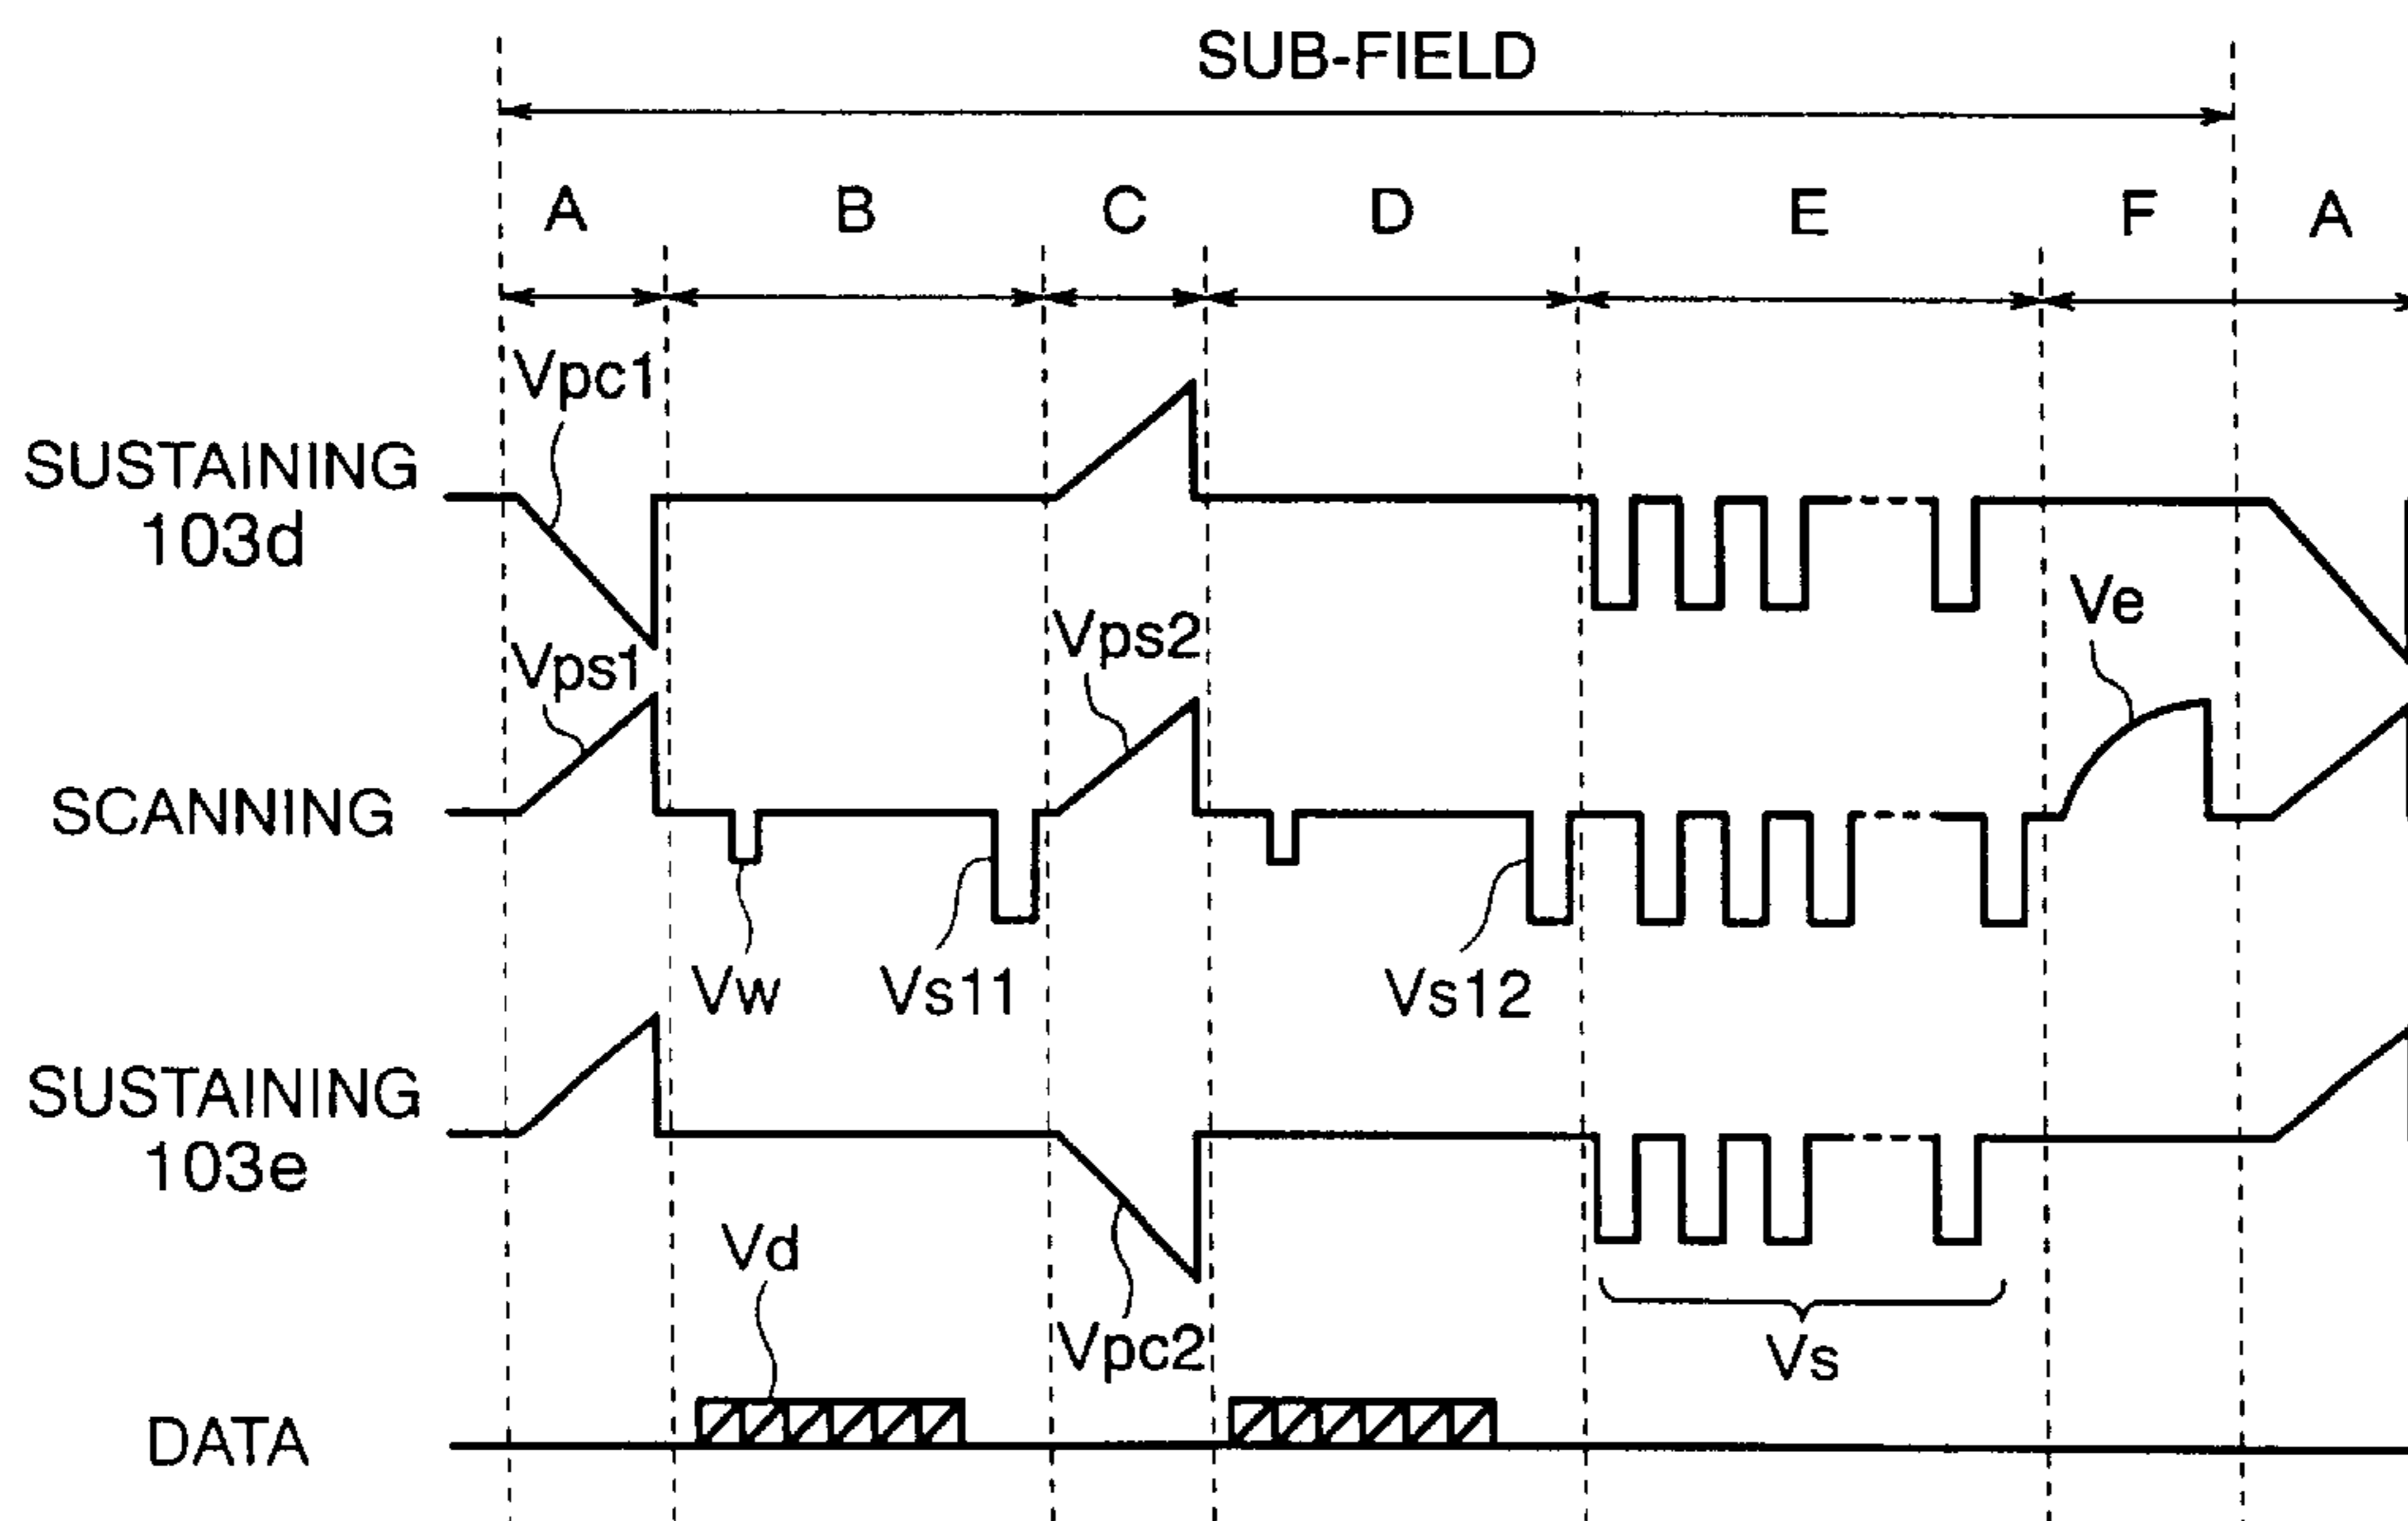 SUB-FIELD
A B C D E F A
Vpc1
SUSTAINING
103d
Ve
Vps1
Vps2
SCANNING
Vw
Vs11
Vs12
SUSTAINING
103e
Vd
Vpc2
Vs
DATA